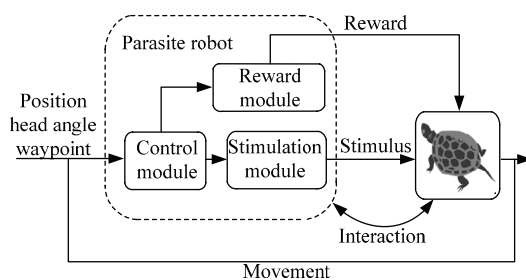 Reward
Parasite robot
Reward
module
Position
head angle
waypoint
Control
module
Stimulation
module
Stimulus
Interaction
Movement